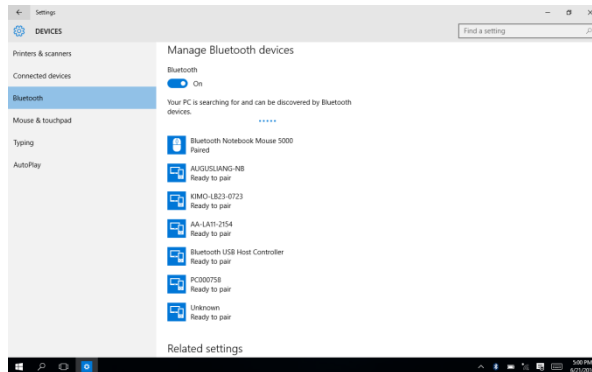 Settings
DEVICES
Find a setting
Printers & scanners
Connected devices
Bluetooth
Mouse & touchpad
Typing
AutoPlay
Manage Bluetooth devices
Bluetooth
On
Your PC is searching for and can be discovered by Bluetooth
devices.
Bluetooth Notebook Mouse 5000
Paired
AUGUSLIANG-NB
Ready to pair
KIMO-LB23-0723
Ready to pair
AA-LA11-2154
Ready to pair
Bluetooth USB Host Controller
Ready to pair
PC000758
Ready to pair
Unknown
Ready to pair
Related settings
5:00 PM